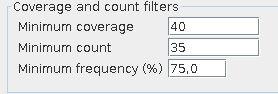 Coverage and count filters
Minimum coverage 40
Minimum count 35
Minimum frequency (%) 75,0